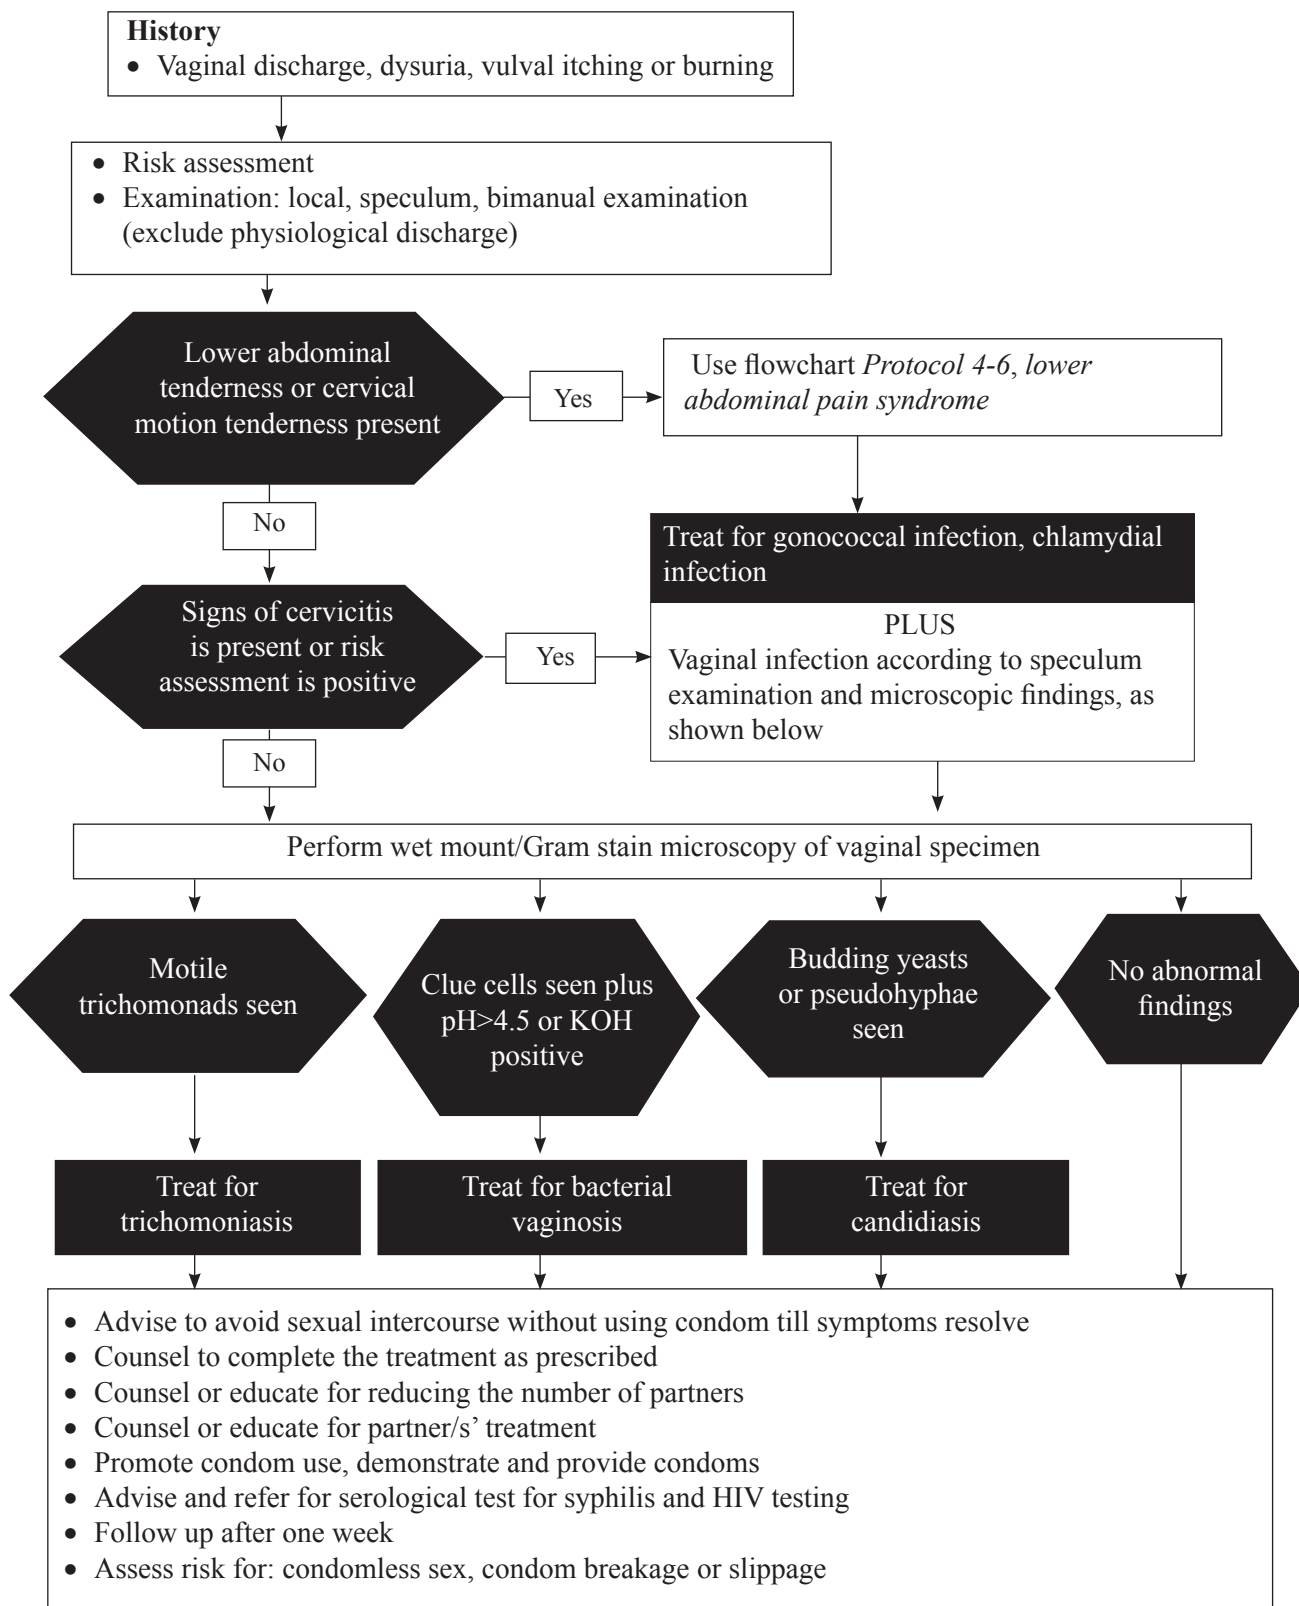 History
• Vaginal discharge, dysuria, vulval itching or burning
• Risk assessment
• Examination: local, speculum, bimanual examination
(exclude physiological discharge)
Lower abdominal
tenderness or cervical
motion tenderness present
Yes
Use flowchart Protocol 4-6, lower
abdominal pain syndrome
No
Treat for gonococcal infection, chlamydial
infection
Signs of cervicitis
is present or risk
assessment is positive
Yes
PLUS
Vaginal infection according to speculum
examination and microscopic findings, as
shown below
No
Perform wet mount/Gram stain microscopy of vaginal specimen
Motile
trichomonads seen
Clue cells seen plus
pH>4.5 or KOH
positive
Budding yeasts
or pseudohyphae
seen
No abnormal
findings
Treat for
trichomoniasis
Treat for bacterial
vaginosis
Treat for
candidiasis
• Advise to avoid sexual intercourse without using condom till symptoms resolve
• Counsel to complete the treatment as prescribed
• Counsel or educate for reducing the number of partners
• Counsel or educate for partner/s’ treatment
• Promote condom use, demonstrate and provide condoms
• Advise and refer for serological test for syphilis and HIV testing
• Follow up after one week
• Assess risk for: condomless sex, condom breakage or slippage